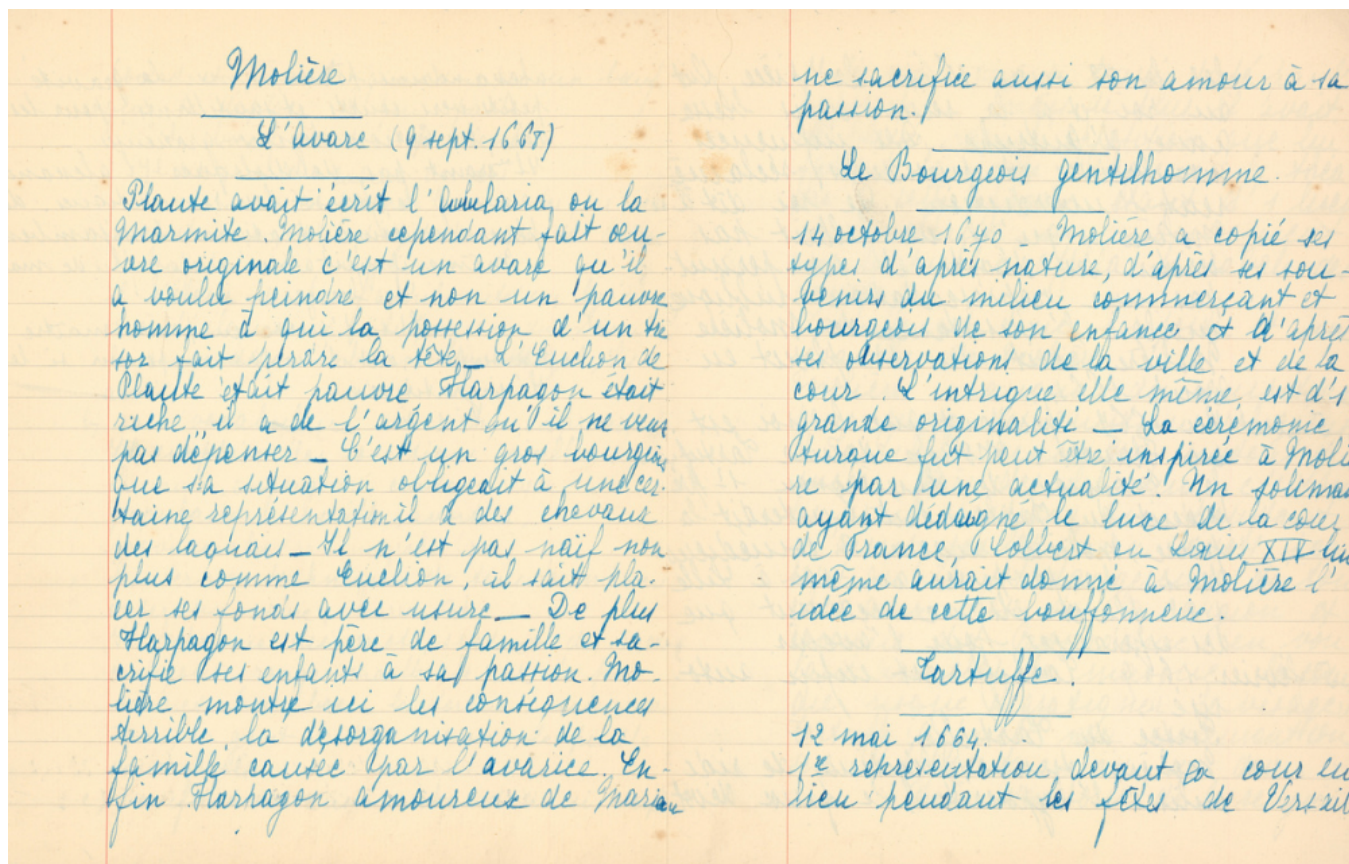 Molière
L'Avare (9 sept. 1668)
Plaute avait écrit l'Aulularia ou la
Marmite. Molière cependant fait œu-
vre originale c'est un avare qu'il
a voulu peindre et non un pauvre
homme à qui la possession d'un tré
sor fait perdre la tête. L'Euclion de
Plaute était pauvre Harpagon était
riche, il a de l'argent qu'il ne veut
pas dépenser – C'est un gros bourgeois
que sa situation obligeait à une cer-
taine représentation il a des chevaux
des laquais – Il n'est pas naïf non
plus comme Euclion, il sait pla-
cer ses fonds avec usure – De plus
Harpagon est père de famille et sa-
crifie ses enfants à sa passion. Mo-
lière montre ici les conséquences
terrible, la désorganisation de la
famille causée par l'avarice. En-
fin Harpagon amoureux de Marian
ne sacrifie aussi son amour à sa
passion./
Le Bourgeois gentilhomme.
14 octobre 1670 – Molière a copié ses
types d'après nature, d'après ses sou-
venirs du milieu commerçant et
bourgeois de son enfance et d'après
ses observations de la ville et de la
cour. L'intrigue elle même, est d'
grande originalité – La cérémonie
turque fut peut être inspirée à Moliè
re par une actualité. Un soliman
ayant dédaigné le luxe de la cour
de France, Colbert ou Louis XIV lui
même aurait donné à Molière l'
idée de cette bouffonnerie.
Tartuffe.
12 mai 1664.
1re représentation, devant la cour eu
lieu pendant les fêtes de Versail